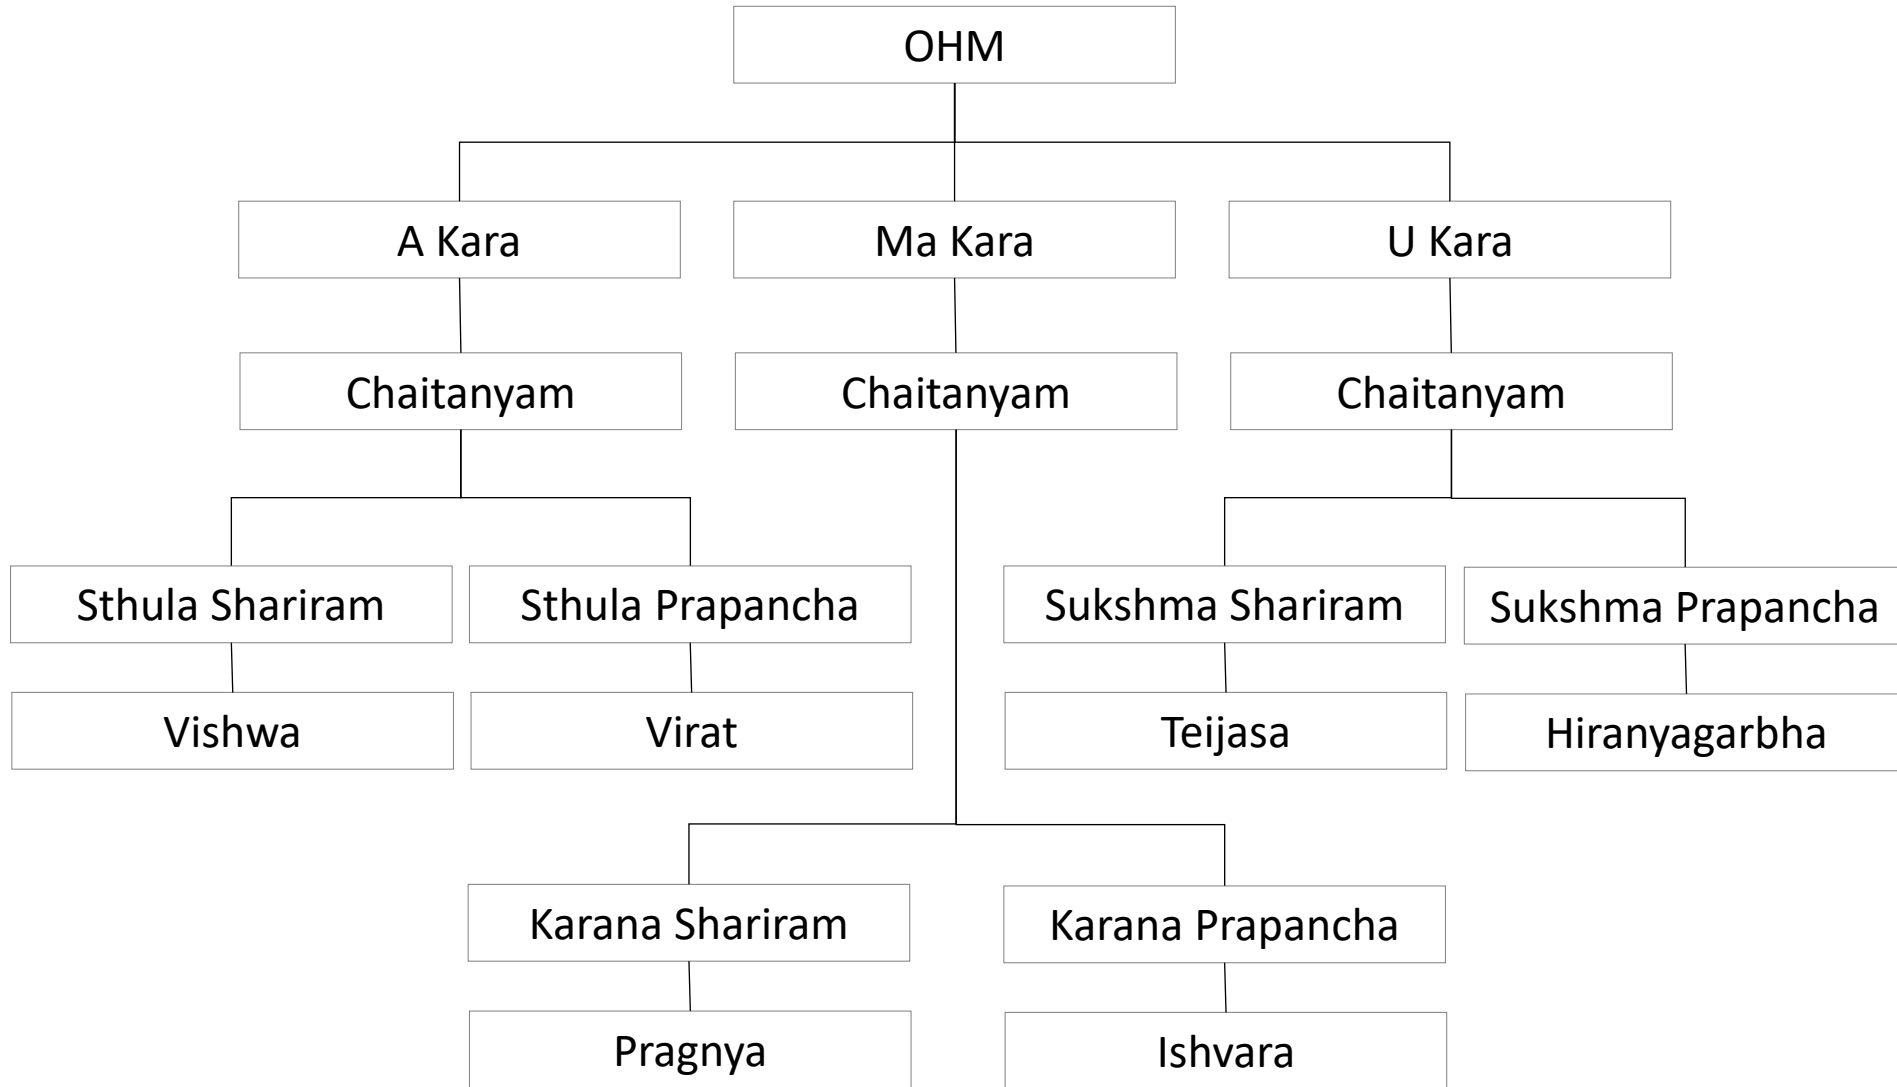 OHM
A Kara
Ma Kara
U Kara
Chaitanyam
Chaitanyam
Chaitanyam
Sthula Shariram
Sthula Prapancha
Sukshma Shariram
Sukshma Prapancha
Vishwa
Virat
Teijasa
Hiranyagarbha
Karana Shariram
Karana Prapancha
Pragnya
Ishvara